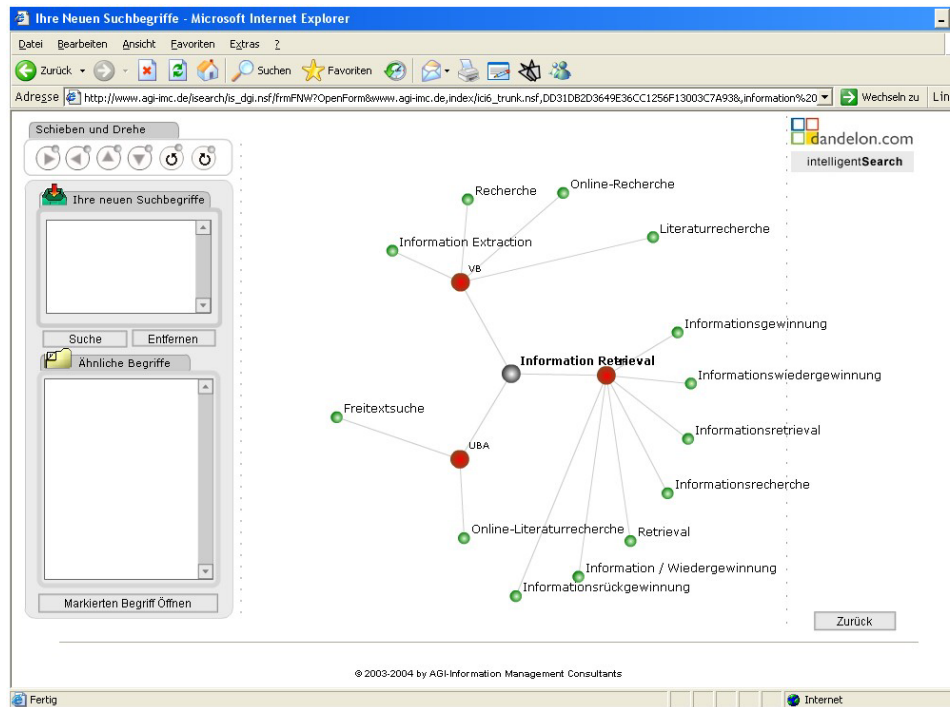 Ihre Neuen Suchbegriffe - Microsoft Internet Explorer
Datei Bearbeiten Ansicht Favoriten Extras ?
Zurück Suchen Favoriten
Adresse http://www.agi-imc.de/isearch/is_dgi.nsf/frmFNW?OpenForm&www.agi-imc.de,index/ici6_trunk.nsf,DD31DB2D3649E36CC1256F13003C7A93&,information%20 Wechseln zu Lin
Schieben und Drehe
dandelon.com
intelligentSearch
Ihre neuen Suchbegriffe
Suche Entfernen
Ähnliche Begriffe
Markierten Begriff Öffnen
Recherche
Online-Recherche
Literaturrecherche
Information Extraction
VB
Informationsgewinnung
Information Retrieval
Informationswiedergewinnung
Freitextsuche
Informationsretrieval
UBA
Informationsrecherche
Online-Literaturrecherche
Retrieval
Information / Wiedergewinnung
Informationsrückgewinnung
Zurück
© 2003-2004 by AGI-Information Management Consultants
Fertig Internet